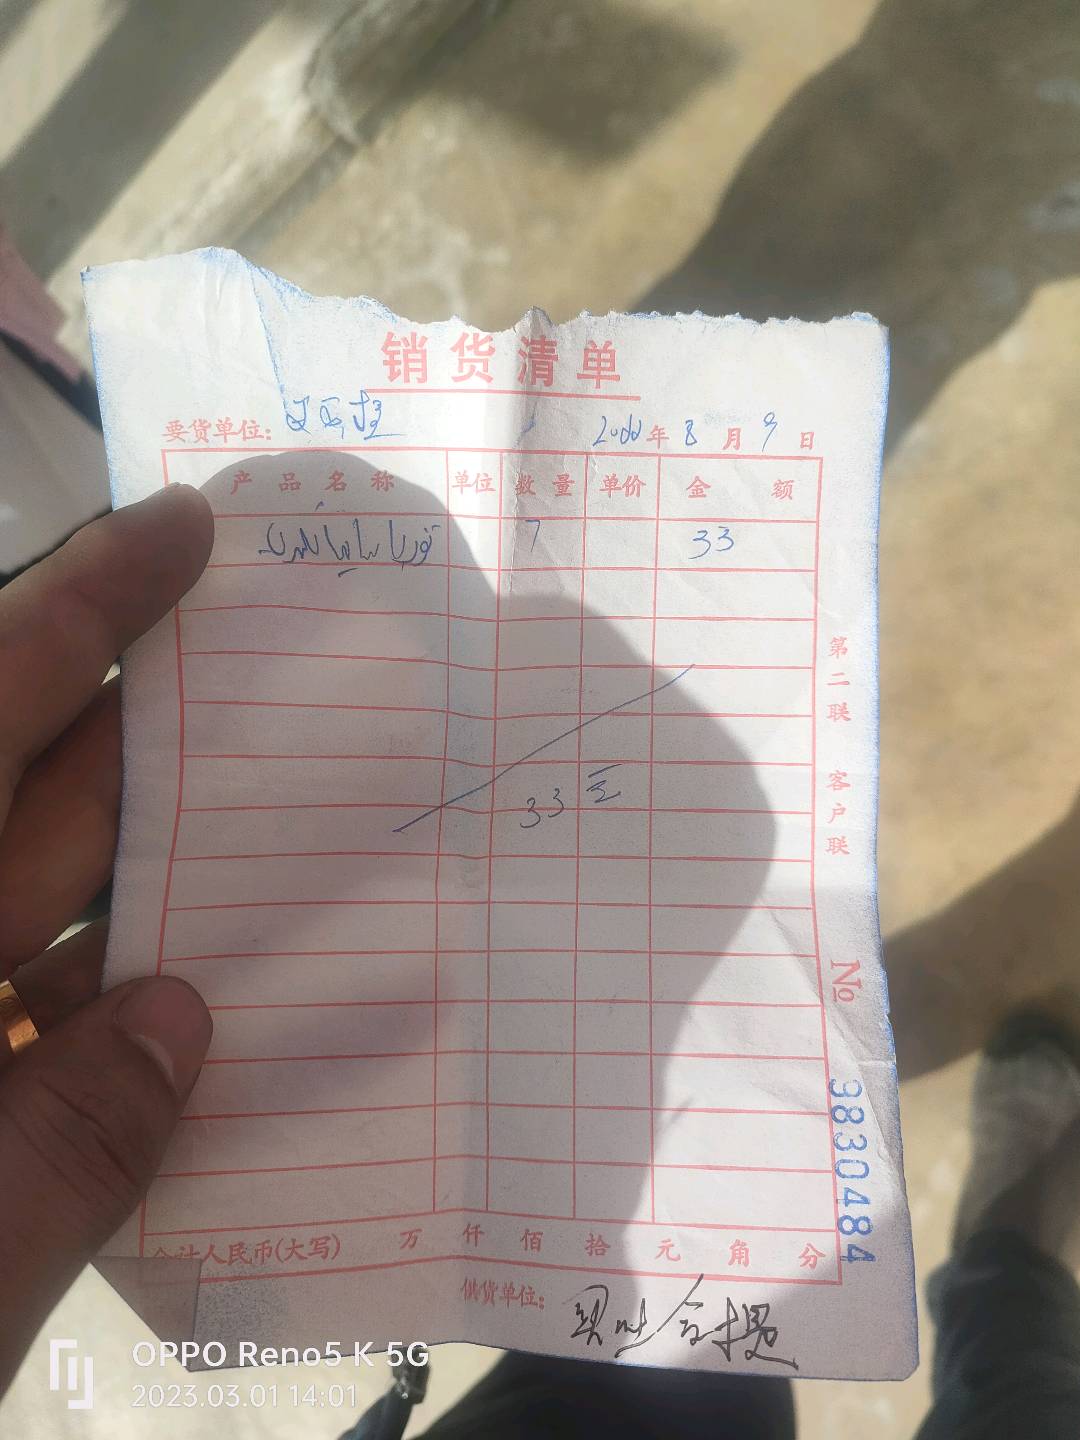 销货清单
要货单位: 年 8 月 9 日
产品名称 单位 数量 单价 金额
7 33
33 元
第二联 客户联
№ 9830484
合计人民币(大写) 万 仟 佰 拾 元 角 分
供货单位:
OPPO Reno5 K 5G
2023.03.01 14:01